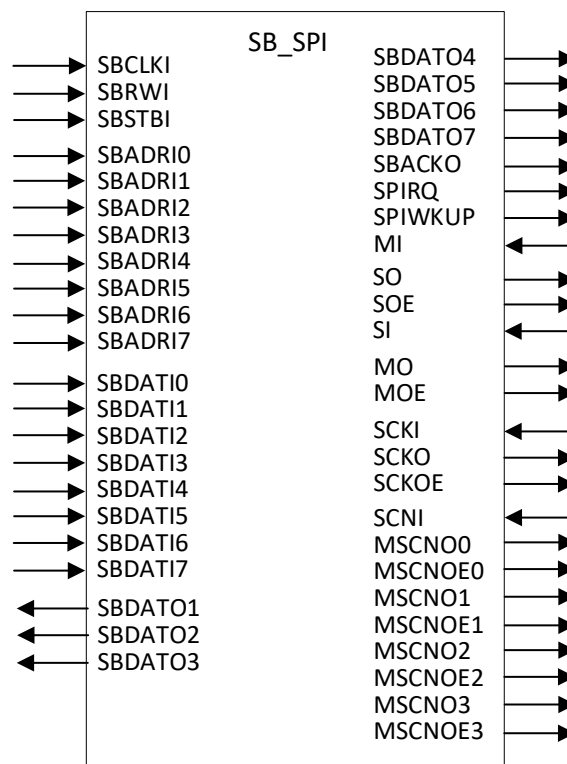 SB_SPI
SBCLKI
SBRWI
SBSTBI
SBADRI0
SBADRI1
SBADRI2
SBADRI3
SBADRI4
SBADRI5
SBADRI6
SBADRI7
SBDATI0
SBDATI1
SBDATI2
SBDATI3
SBDATI4
SBDATI5
SBDATI6
SBDATI7
SBDATO1
SBDATO2
SBDATO3
SBDATO4
SBDATO5
SBDATO6
SBDATO7
SBACKO
SPIRQ
SPIWKUP
MI
SO
SOE
SI
MO
MOE
SCKI
SCKO
SCKOE
SCNI
MSCNO0
MSCNOE0
MSCNO1
MSCNOE1
MSCNO2
MSCNOE2
MSCNO3
MSCNOE3